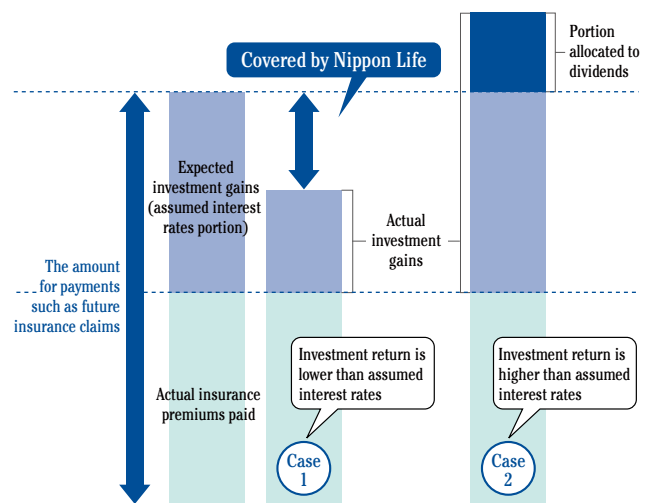 Portion
allocated to
dividends
Covered by Nippon Life
Expected
investment gains
(assumed interest
rates portion)
Actual
investment
gains
The amount
for payments
such as future
insurance claims
Actual insurance
premiums paid
Investment return is
lower than assumed
interest rates
Case
1
Investment return is
higher than assumed
interest rates
Case
2